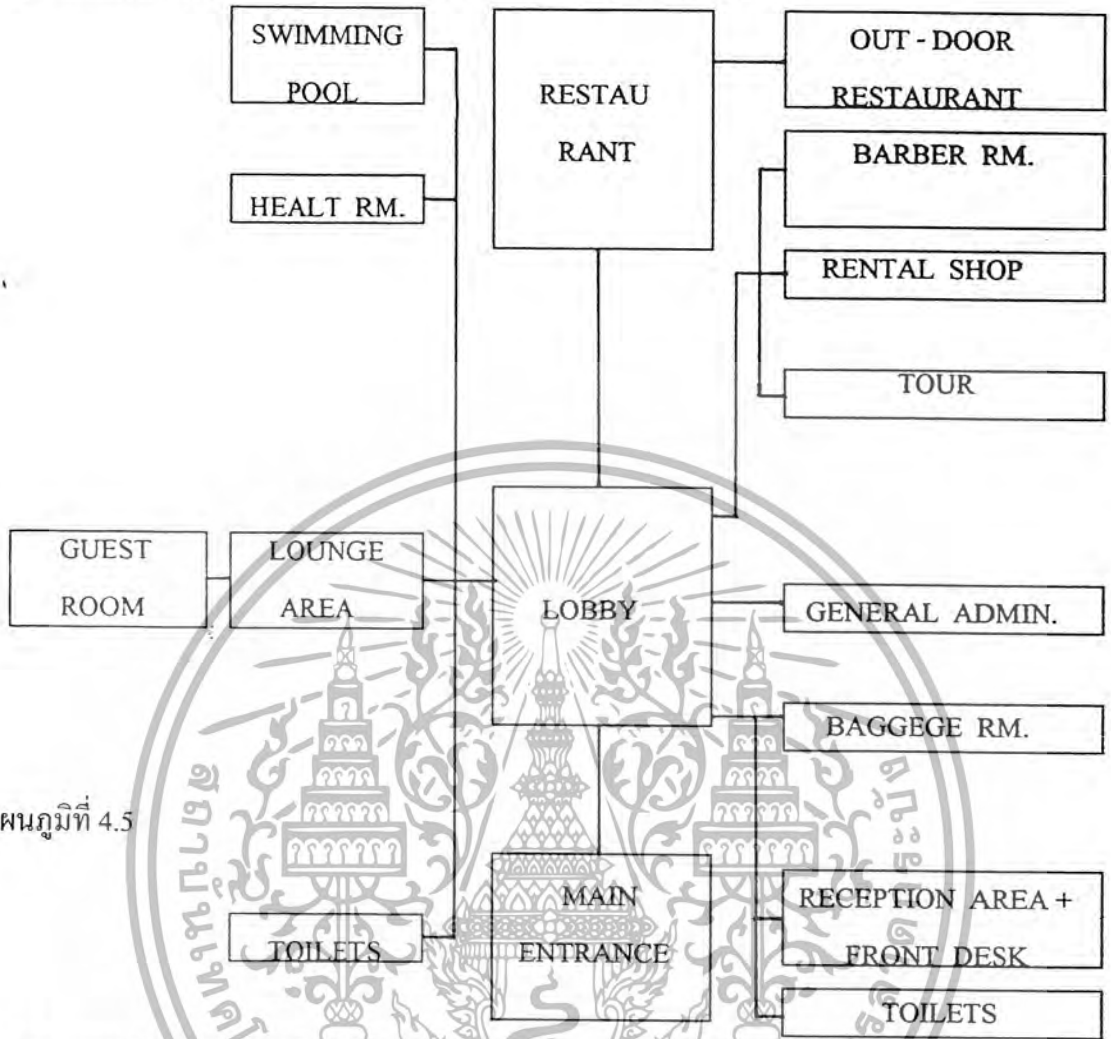 SWIMMING
POOL
RESTAU
RANT
OUT - DOOR
RESTAURANT
BARBER RM.
HEALT RM.
RENTAL SHOP
TOUR
GUEST
ROOM
LOUNGE
AREA
LOBBY
GENERAL ADMIN.
BAGGEGE RM.
ผนภูมิที่ 4.5
MAIN
ENTRANCE
RECEPTION AREA +
FRONT DESK
TOILETS
TOILETS